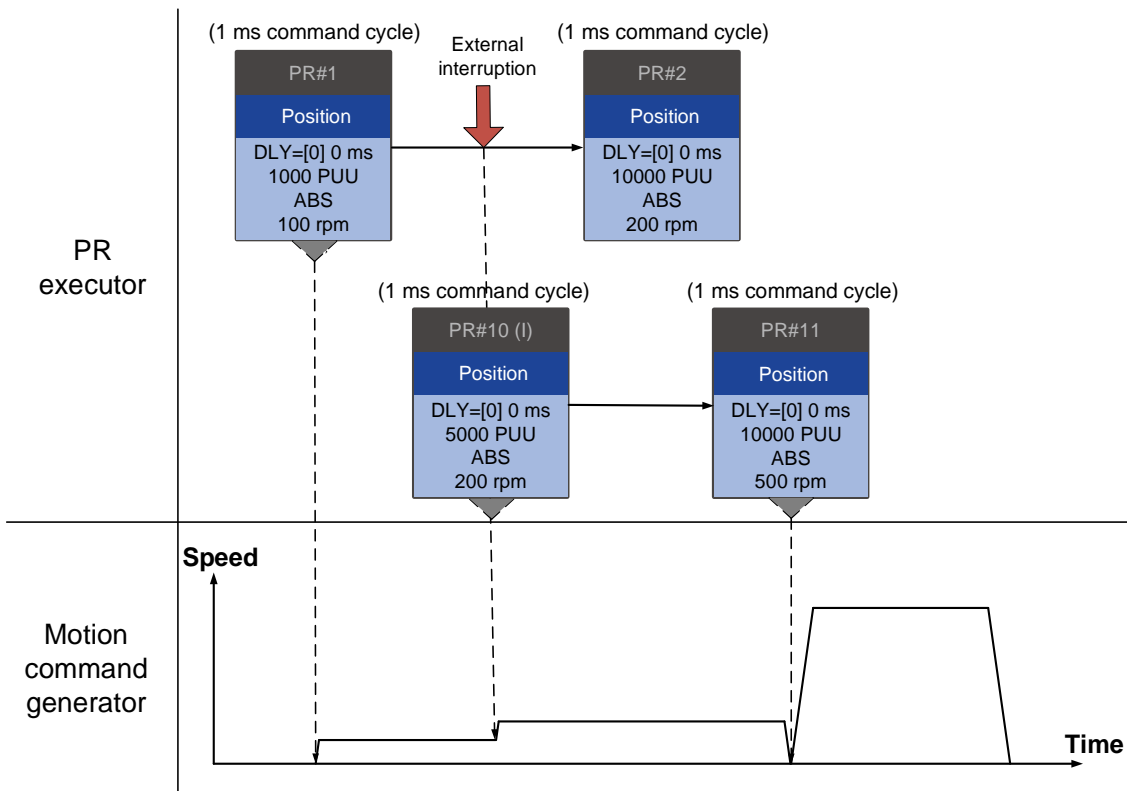 (1 ms command cycle)
External
interruption
(1 ms command cycle)
PR#1
Position
DLY=[0] 0 ms
1000 PUU
ABS
100 rpm
PR#2
Position
DLY=[0] 0 ms
10000 PUU
ABS
200 rpm
PR
executor
(1 ms command cycle)
(1 ms command cycle)
PR#10 (I)
Position
DLY=[0] 0 ms
5000 PUU
ABS
200 rpm
PR#11
Position
DLY=[0] 0 ms
10000 PUU
ABS
500 rpm
Speed
Motion
command
generator
Time